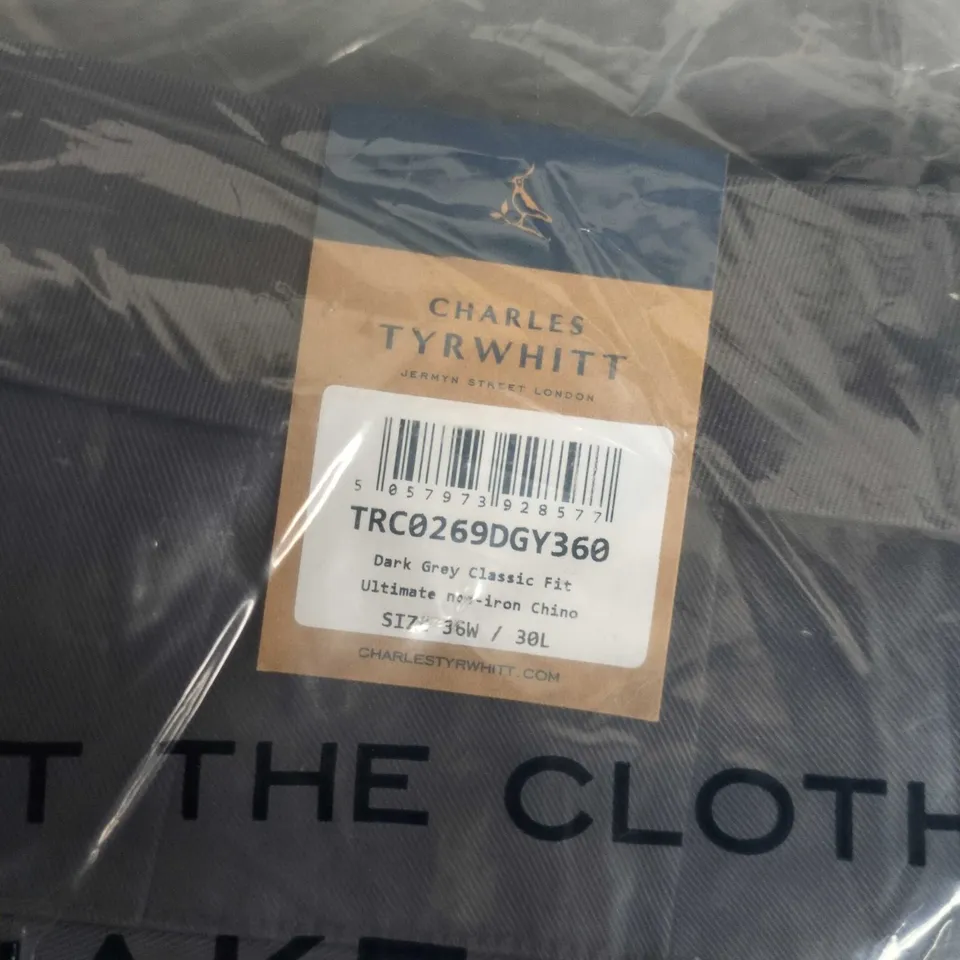 CHARLES
TYRWHITT
JERMYN STREET LONDON
5 057973 928577
TRC0269DGY360
Dark Grey Classic Fit
Ultimate non-iron Chino
SIZE 36W / 30L
CHARLESTYRWHITT.COM
T THE CLOTH
AKE